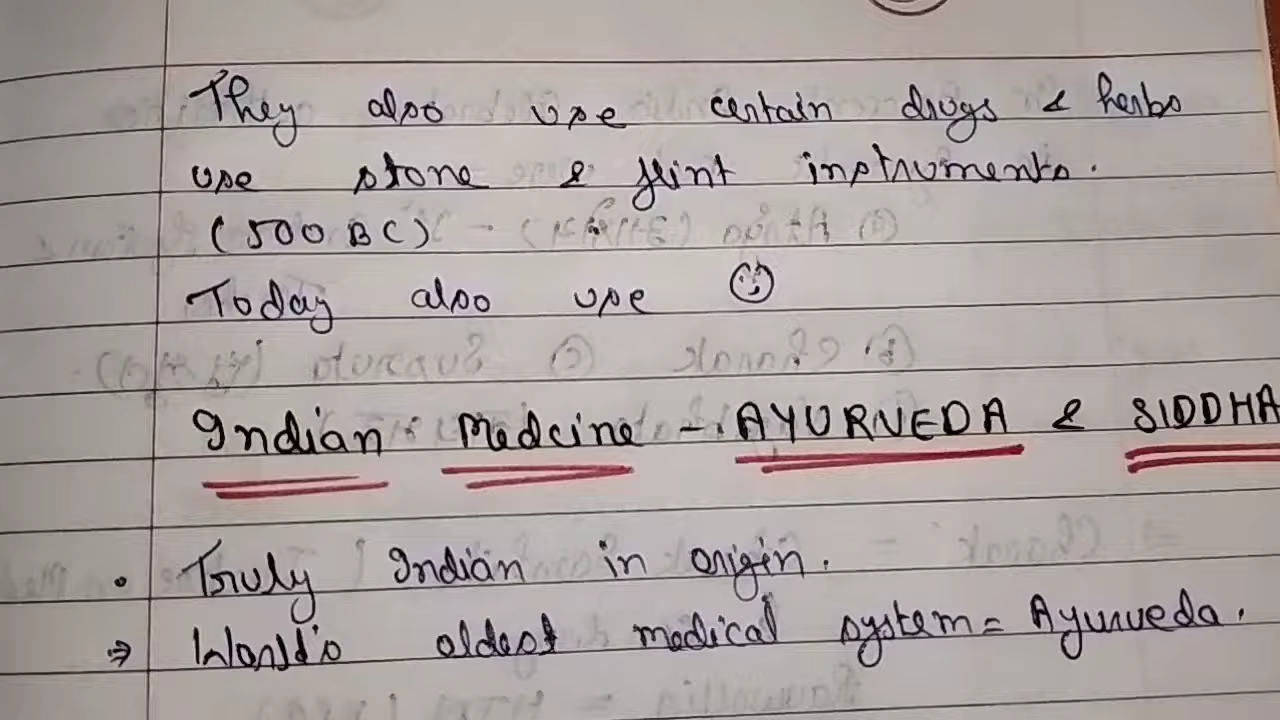 They also use certain drugs & herbs
use stone & flint instruments.
(500 BC)
Today also use ☺
Indian Medcine - AYURVEDA & SIDDHA
• Truly Indian in origin.
⇒ World's oldest medical system = Ayurveda.